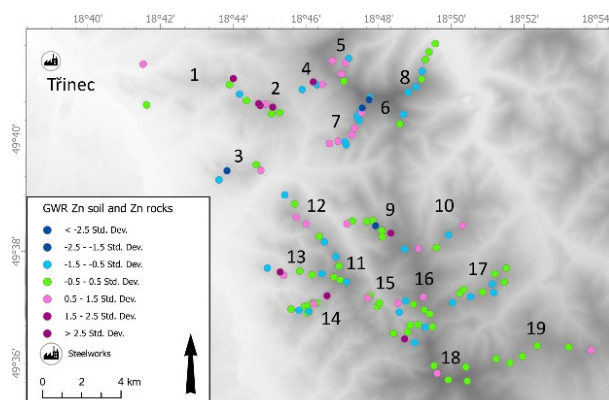 18°40' 18°42' 18°44' 18°46' 18°48' 18°50' 18°52' 18°54'
5
1
4
Třinec
2
8
6
7
49°40'
3
12
9
10
49°38'
13
11
17
15
16
14
19
18
49°36'
GWR Zn soil and Zn rocks
< -2.5 Std. Dev.
-2.5 - -1.5 Std. Dev.
-1.5 - -0.5 Std. Dev.
-0.5 - 0.5 Std. Dev.
0.5 - 1.5 Std. Dev.
1.5 - 2.5 Std. Dev.
> 2.5 Std. Dev.
Steelworks
0 2 4 km